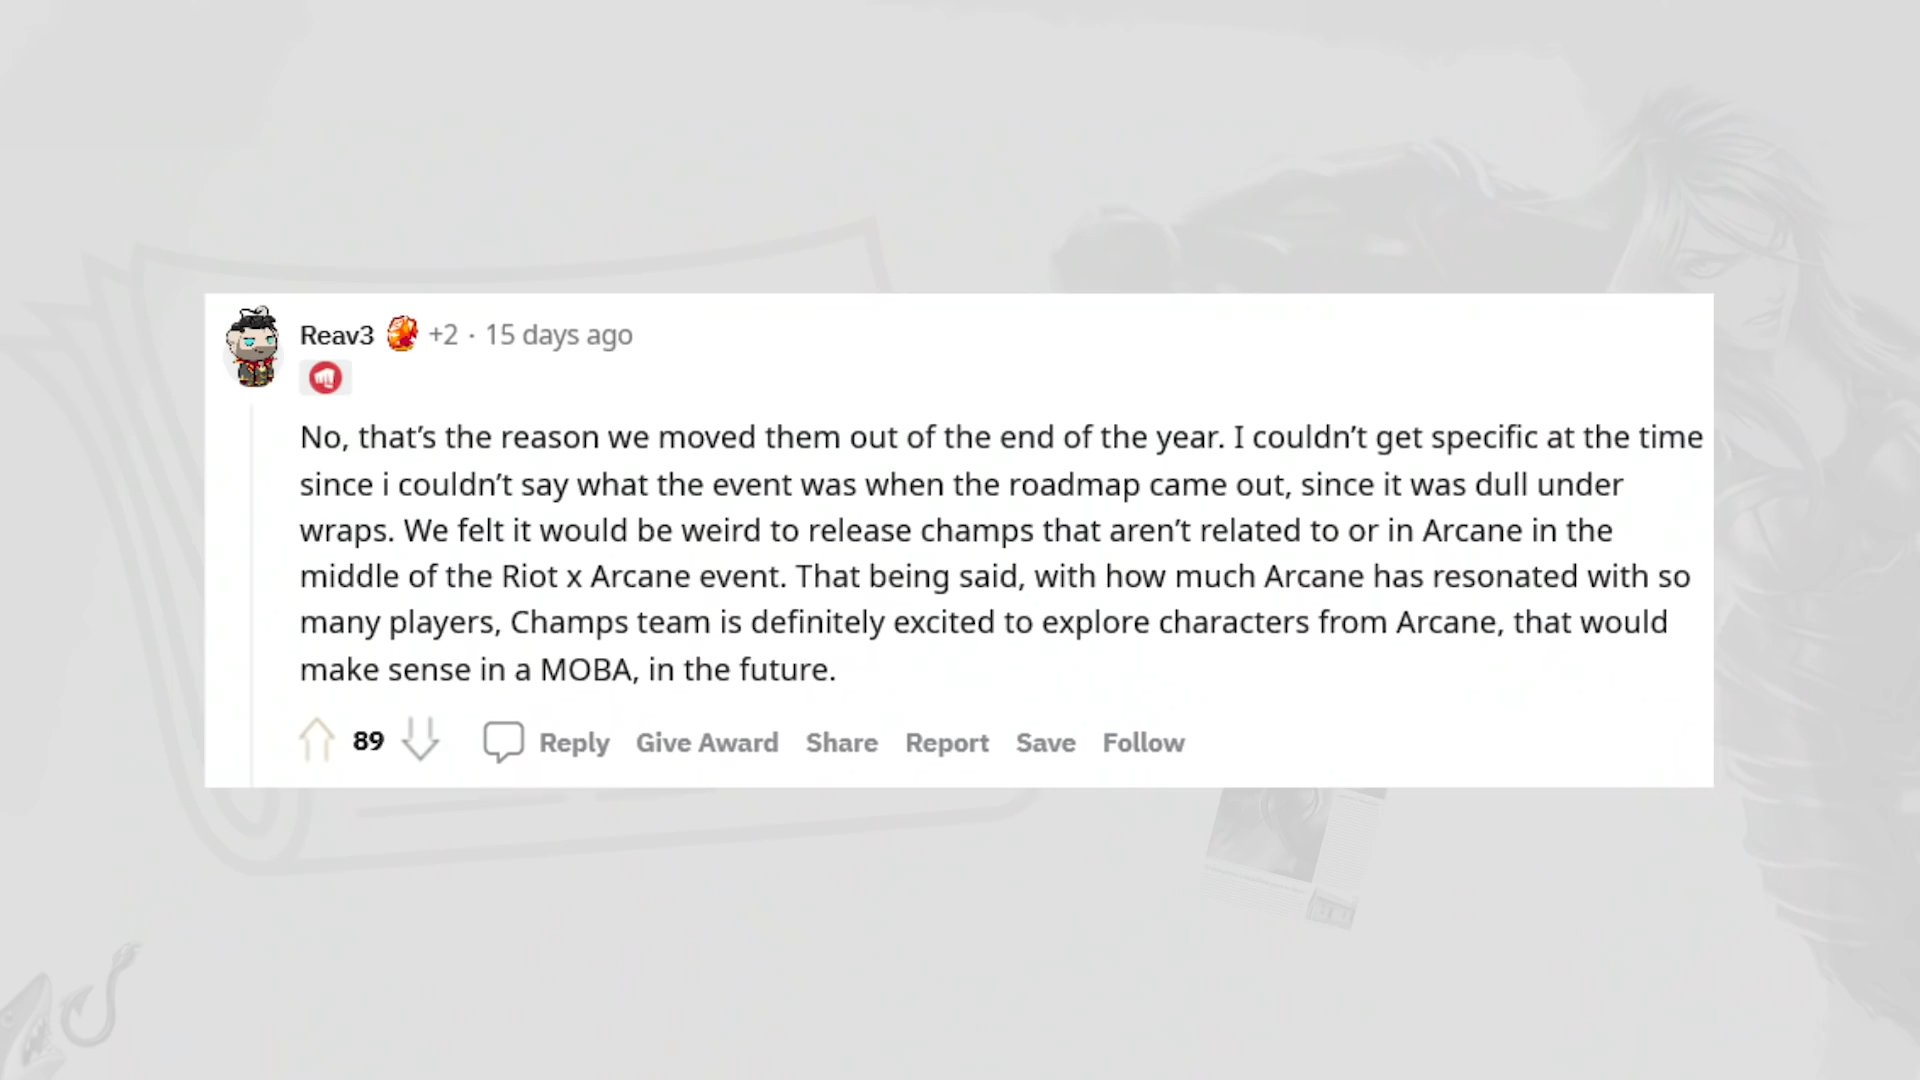 Reav3 +2 · 15 days ago
No, that’s the reason we moved them out of the end of the year. I couldn’t get specific at the time
since i couldn’t say what the event was when the roadmap came out, since it was dull under
wraps. We felt it would be weird to release champs that aren’t related to or in Arcane in the
middle of the Riot x Arcane event. That being said, with how much Arcane has resonated with so
many players, Champs team is definitely excited to explore characters from Arcane, that would
make sense in a MOBA, in the future.
89 Reply Give Award Share Report Save Follow